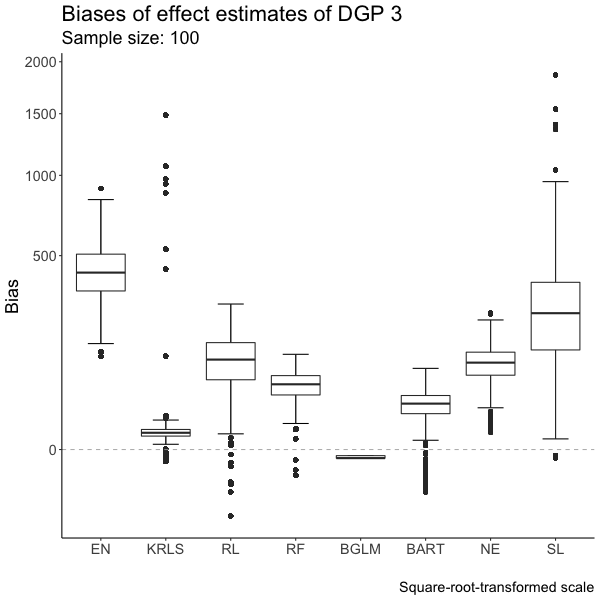 Biases of effect estimates of DGP 3
Sample size: 100
2000
1500
1000
500
0
Bias
EN KRLS RL RF BGLM BART NE SL
Square-root-transformed scale